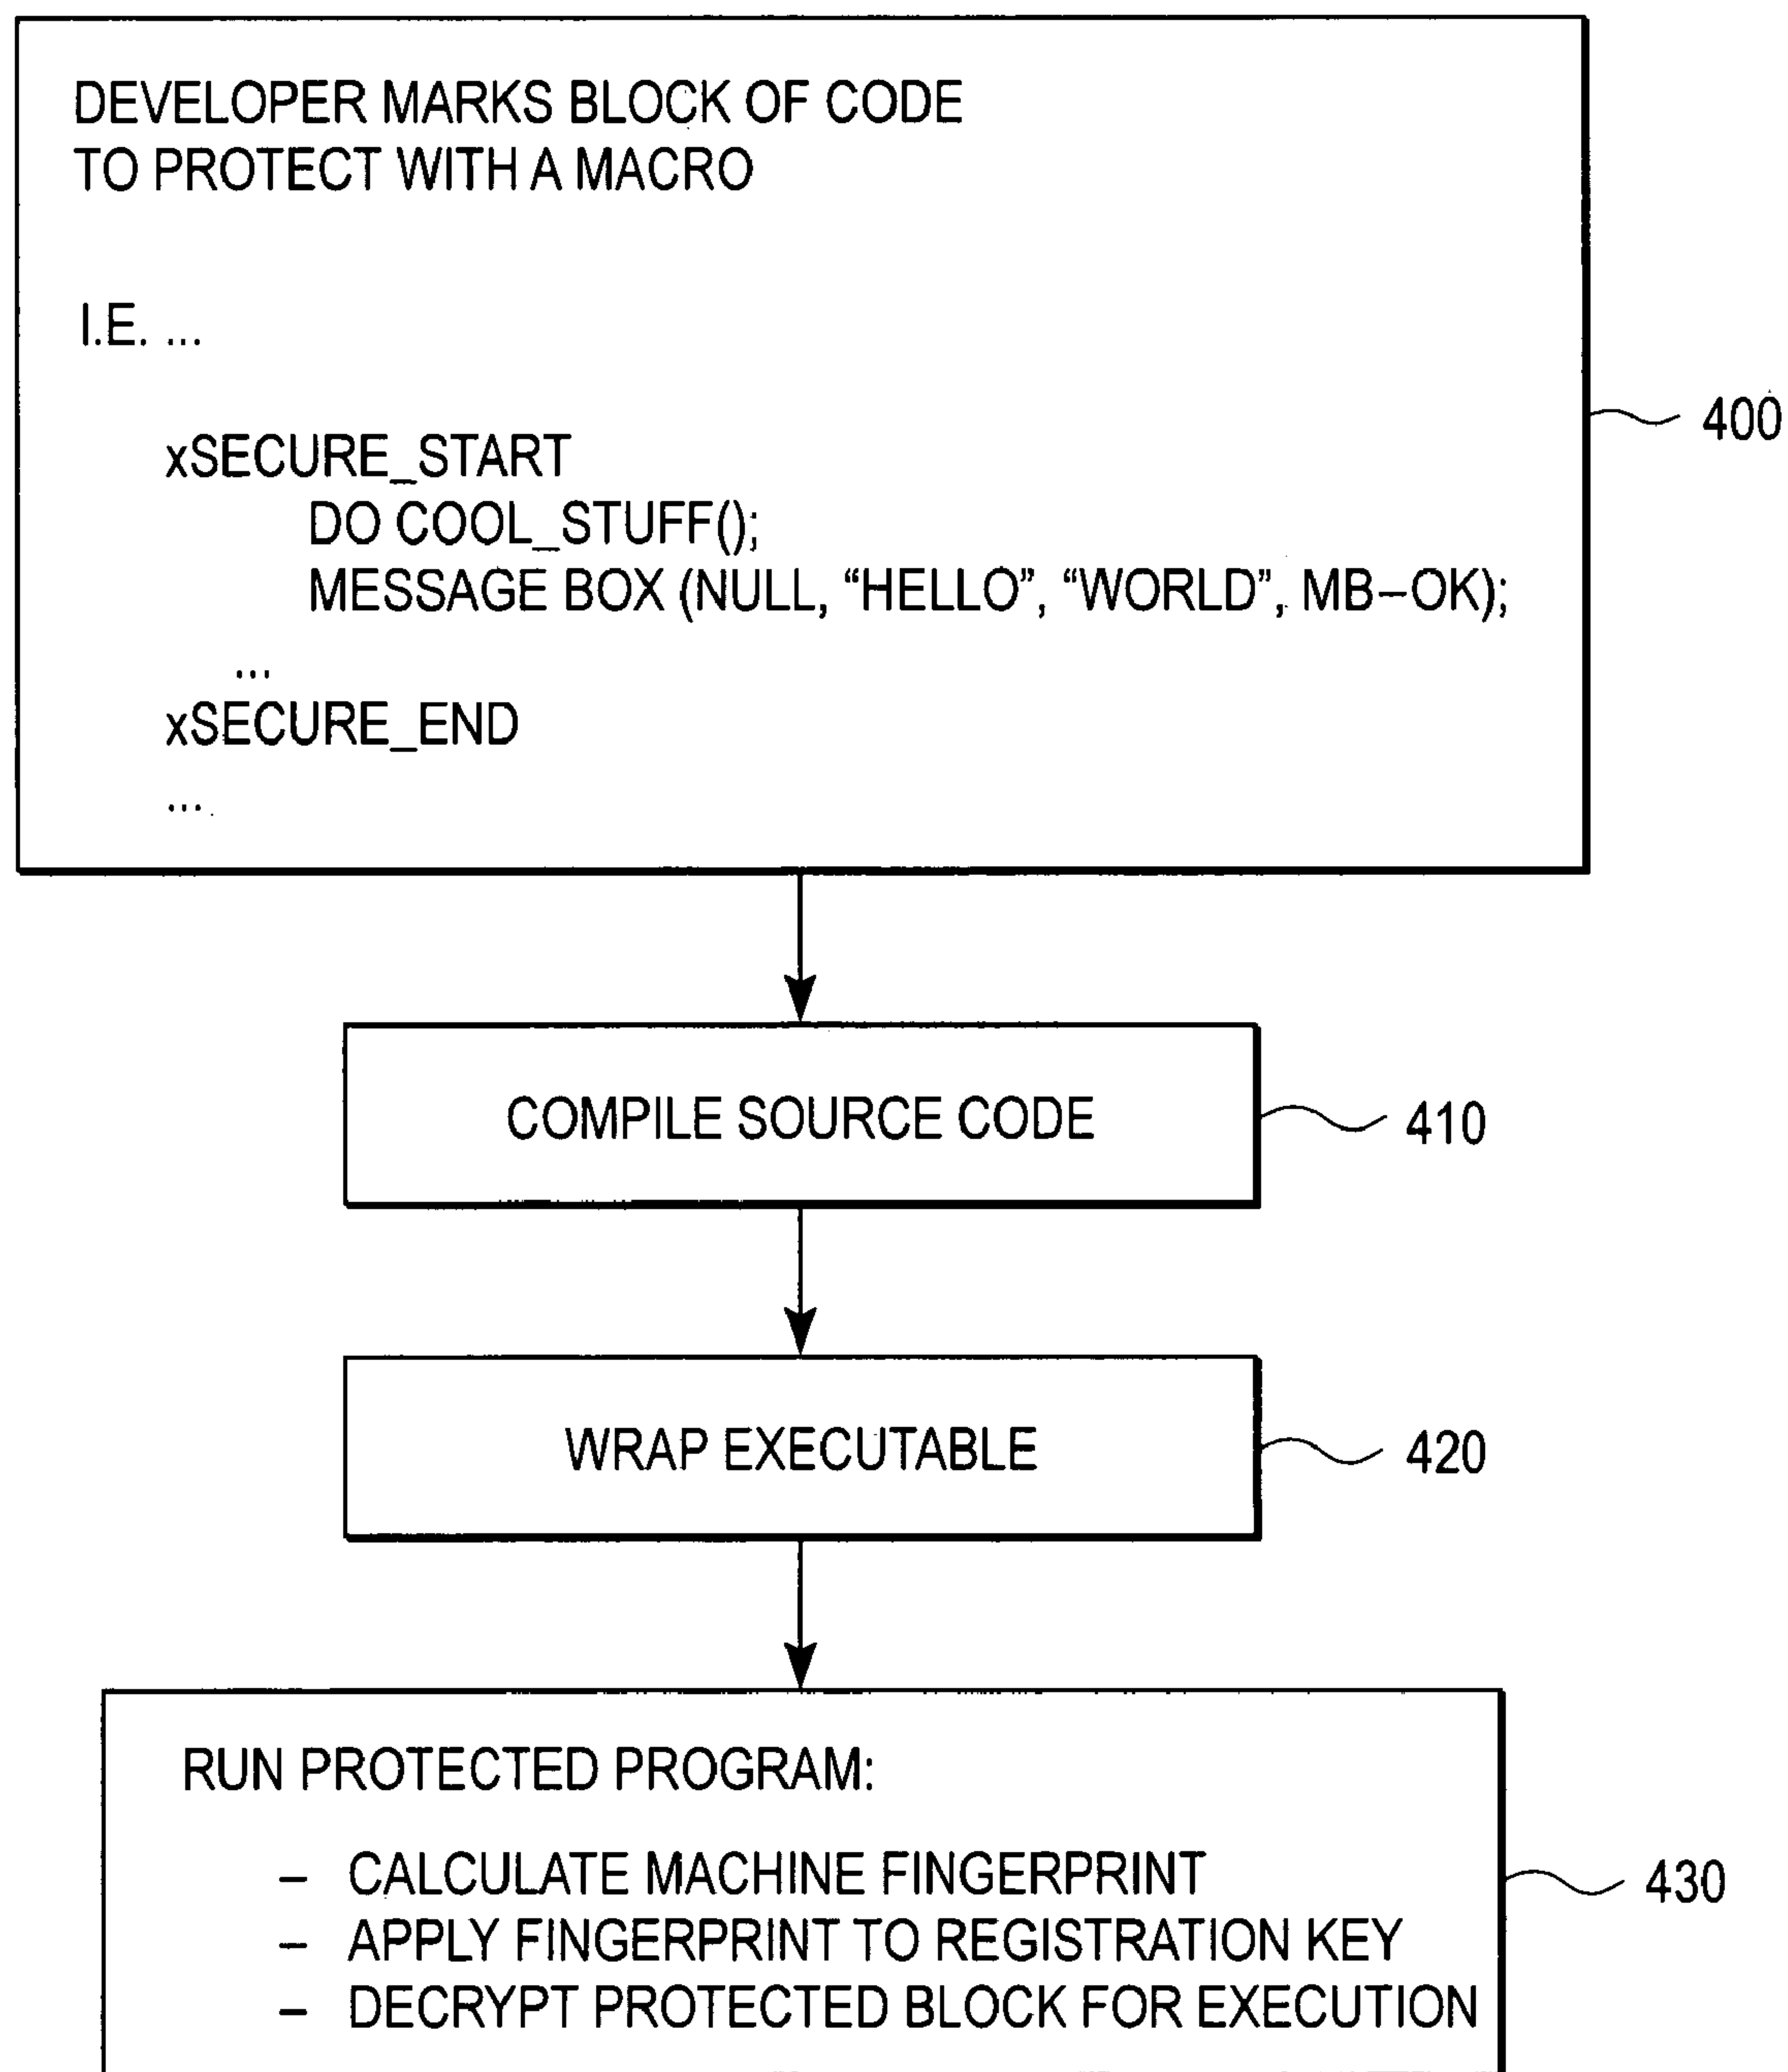 DEVELOPER MARKS BLOCK OF CODE
TO PROTECT WITH A MACRO
I.E. ...
xSECURE_START
DO COOL_STUFF();
MESSAGE BOX (NULL, “HELLO”, “WORLD”, MB–OK);
...
xSECURE_END
...
400
COMPILE SOURCE CODE
410
WRAP EXECUTABLE
420
RUN PROTECTED PROGRAM:
– CALCULATE MACHINE FINGERPRINT
– APPLY FINGERPRINT TO REGISTRATION KEY
– DECRYPT PROTECTED BLOCK FOR EXECUTION
430